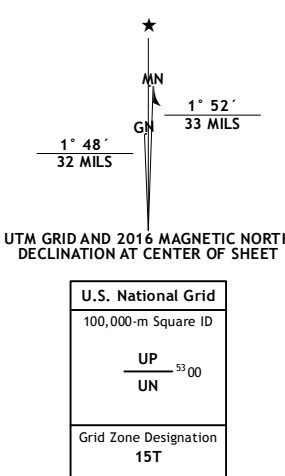 ★
MN
1° 52´
33 MILS
GN
1° 48´
32 MILS
UTM GRID AND 2016 MAGNETIC NORTH
DECLINATION AT CENTER OF SHEET
U.S. National Grid
100,000-m Square ID
UP
5300
UN
Grid Zone Designation
15T